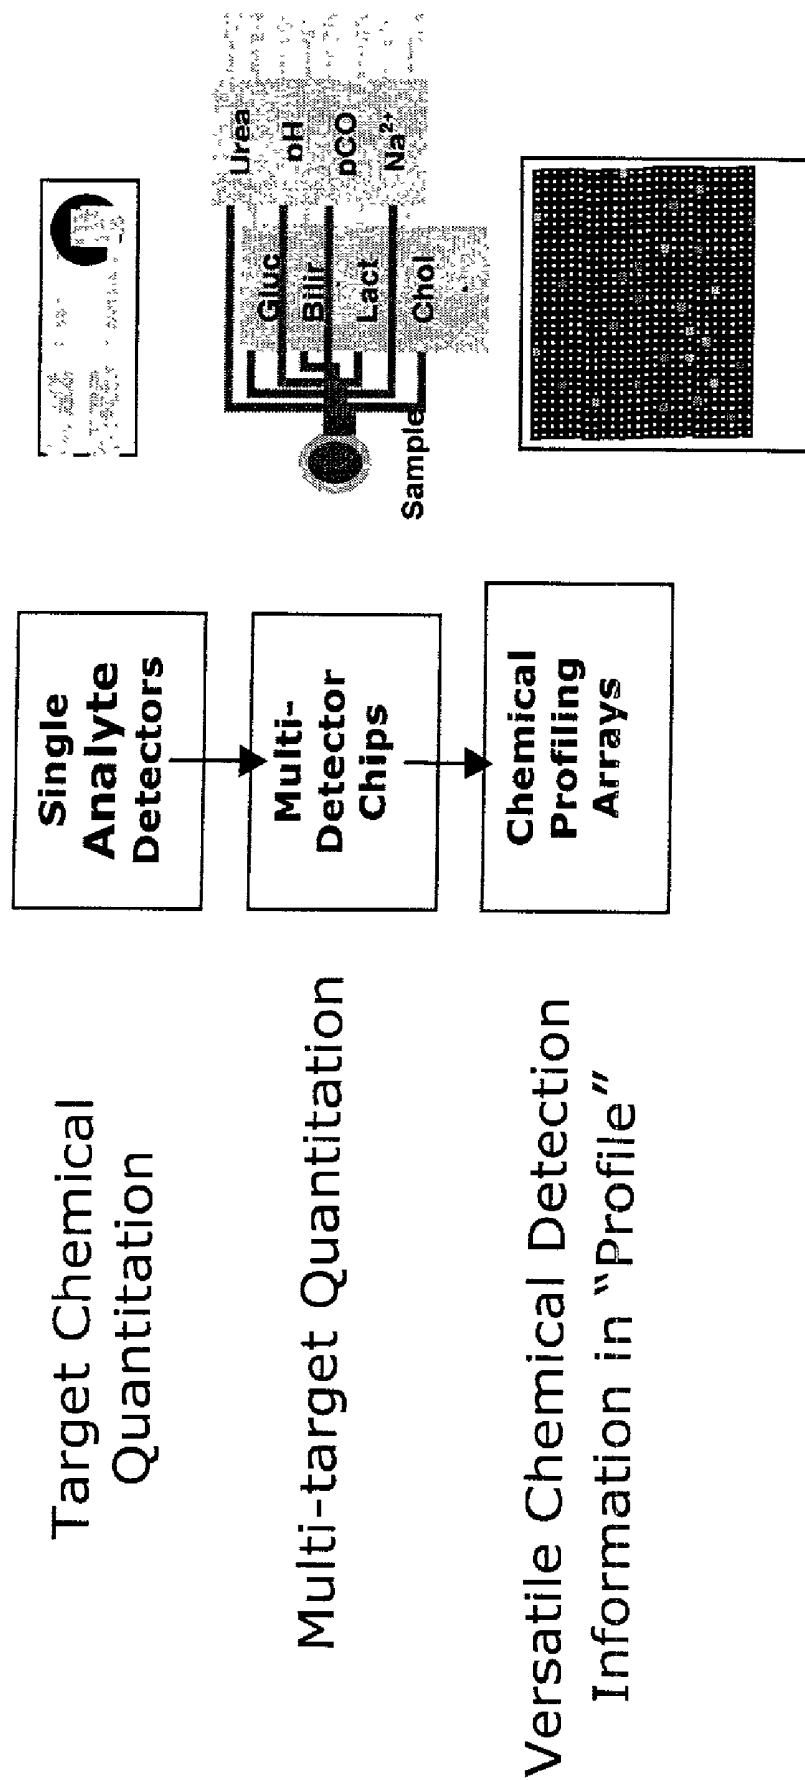 Target Chemical
Quantitation
Single
Analyte
Detectors
Multi-target Quantitation
Multi-
Detector
Chips
Sample
Gluc
Bilir
Lact
Chol
Urea
pH
pCO
Na2+
Versatile Chemical Detection
Information in “Profile”
Chemical
Profiling
Arrays